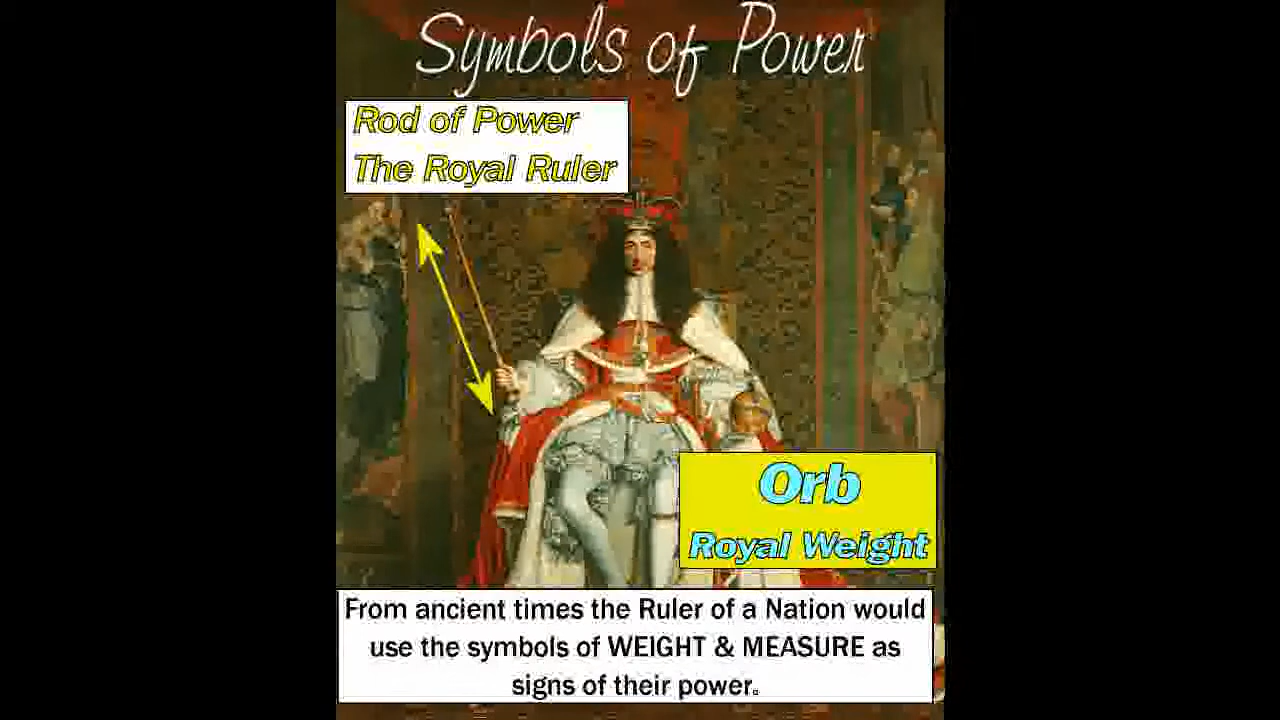 Symbols of Power
Rod of Power
The Royal Ruler
Orb
Royal Weight
From ancient times the Ruler of a Nation would
use the symbols of WEIGHT & MEASURE as
signs of their power.